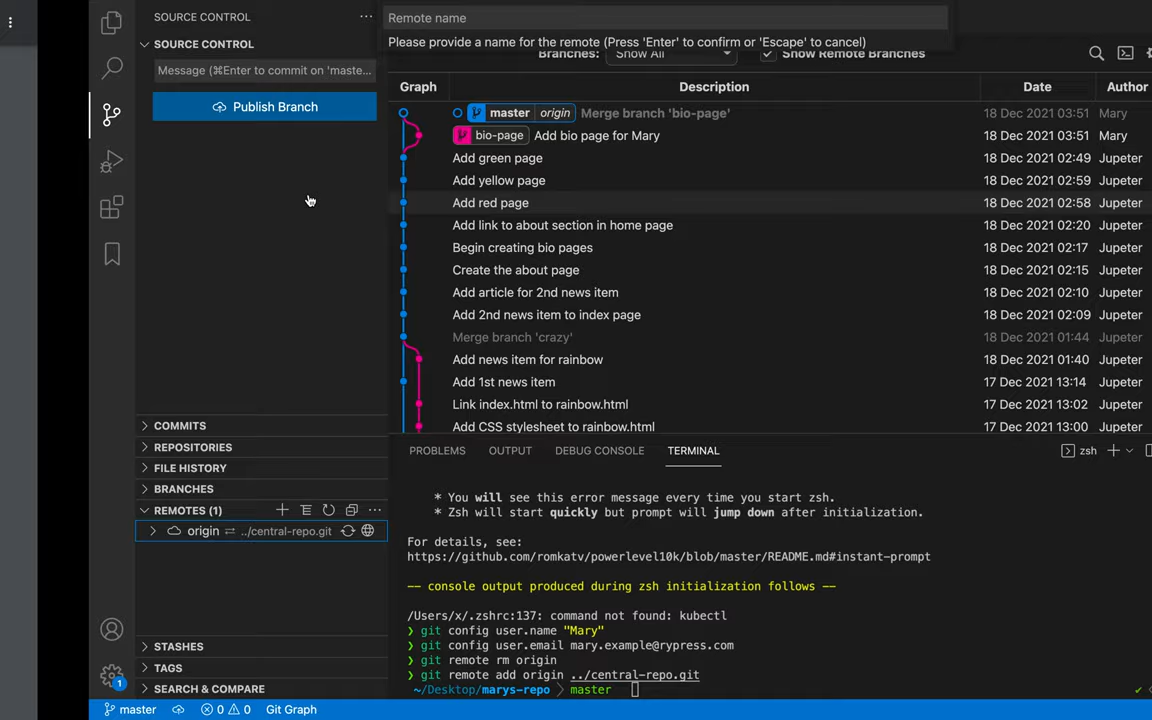 SOURCE CONTROL
SOURCE CONTROL
Message (⌘Enter to commit on 'maste...
Publish Branch
COMMITS
REPOSITORIES
FILE HISTORY
BRANCHES
REMOTES (1)
origin ⇌ ../central-repo.git
STASHES
TAGS
SEARCH & COMPARE
1
Remote name
Please provide a name for the remote (Press 'Enter' to confirm or 'Escape' to cancel)
Branches: Show All Show Remote Branches
Graph Description Date Author
master origin Merge branch 'bio-page' 18 Dec 2021 03:51 Mary
bio-page Add bio page for Mary 18 Dec 2021 03:51 Mary
Add green page 18 Dec 2021 02:49 Jupeter
Add yellow page 18 Dec 2021 02:59 Jupeter
Add red page 18 Dec 2021 02:58 Jupeter
Add link to about section in home page 18 Dec 2021 02:20 Jupeter
Begin creating bio pages 18 Dec 2021 02:17 Jupeter
Create the about page 18 Dec 2021 02:15 Jupeter
Add article for 2nd news item 18 Dec 2021 02:10 Jupeter
Add 2nd news item to index page 18 Dec 2021 02:09 Jupeter
Merge branch 'crazy' 18 Dec 2021 01:44 Jupeter
Add news item for rainbow 18 Dec 2021 01:40 Jupeter
Add 1st news item 17 Dec 2021 13:14 Jupeter
Link index.html to rainbow.html 17 Dec 2021 13:02 Jupeter
Add CSS stylesheet to rainbow.html 17 Dec 2021 13:00 Jupeter
PROBLEMS OUTPUT DEBUG CONSOLE TERMINAL zsh
* You will see this error message every time you start zsh.
* Zsh will start quickly but prompt will jump down after initialization.
For details, see:
https://github.com/romkatv/powerlevel10k/blob/master/README.md#instant-prompt
-- console output produced during zsh initialization follows --
/Users/x/.zshrc:137: command not found: kubectl
❯ git config user.name "Mary"
❯ git config user.email mary.example@rypress.com
❯ git remote rm origin
❯ git remote add origin ../central-repo.git
~/Desktop/marys-repo master
master 0 0 Git Graph